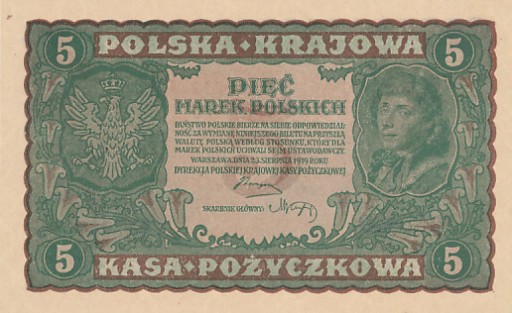 5 POLSKA·KRAJOWA 5
PIĘĆ
MAREK POLSKICH
PAŃSTWO POLSKIE BIERZE NA SIEBIE ODPOWIEDZIAL-
NOŚĆ ZA WYMIANĘ NINIEJSZEGO BILETU NA PRZYSZŁĄ
WALUTĘ POLSKĄ WEDŁUG STOSUNKU, KTÓRY DLA
MAREK POLSKICH UCHWALI SEJM USTAWODAWCZY.
WARSZAWA, DNIA 23 SIERPNIA 1919 ROKU
DYREKCJA POLSKIEJ KRAJOWEJ KASY POŻYCZKOWEJ
SKARBNIK GŁÓWNY:
5 KASA·POŻYCZKOWA 5